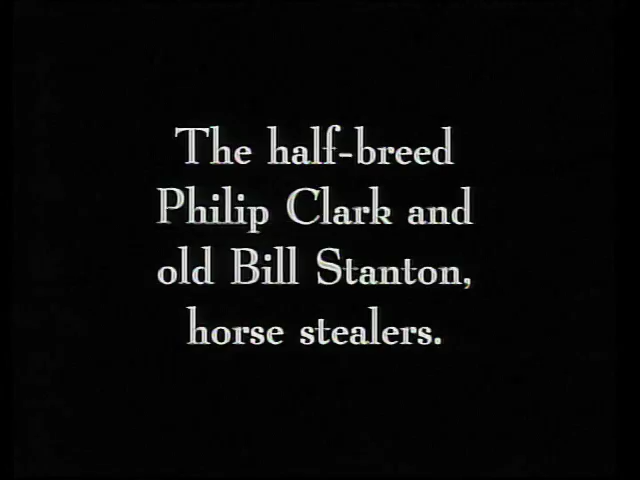 The half-breed
Philip Clark and
old Bill Stanton,
horse stealers.